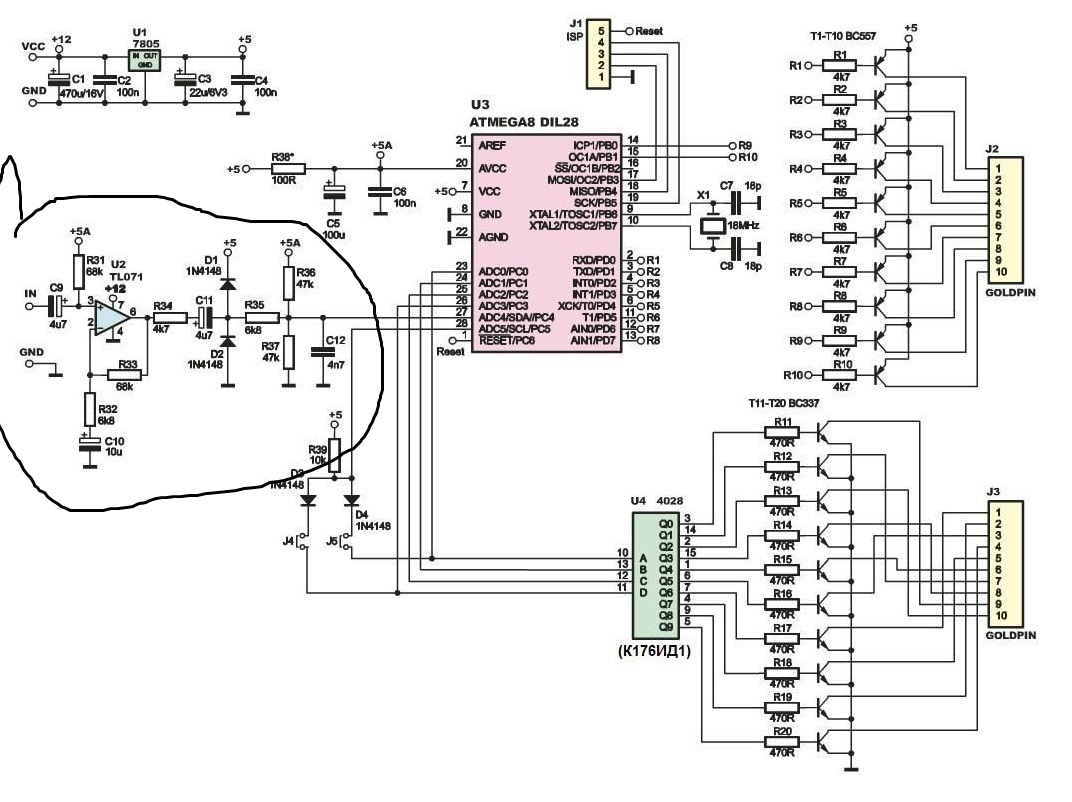 VCC
+12
U1
7805
IN OUT
GND
+5
C1
470u/16V
C2
100n
C3
22u/6V3
C4
100n
GND
J1
ISP
5
4
3
2
1
Reset
U3
ATMEGA8 DIL28
21 AREF
20 AVCC
7 VCC
8 GND
22 AGND
23 ADC0/PC0
24 ADC1/PC1
25 ADC2/PC2
26 ADC3/PC3
27 ADC4/SDA//PC4
28 ADC5/SCL/PC5
1 RESET/PC6
Reset
ICP1/PB0 14 R9
OC1A/PB1 15 R10
SS/OC1B/PB2 16
MOSI/OC2/PB3 17
MISO/PB4 18
SCK/PB5 19
XTAL1/TOSC1/PB6 9
XTAL2/TOSC2/PB7 10
RXD/PD0 2 R1
TXD/PD1 3 R2
INT0/PD2 4 R3
INT1/PD3 5 R4
XCK/T0/PD4 6 R5
T1/PD5 11 R6
AIN0/PD6 12 R7
AIN1/PD7 13 R8
+5
R38*
100R
+5A
C5
100u
C6
100n
+5
X1
16MHz
C7 18p
C8 18p
T1-T10 BC557
+5
R1 R1 4k7
R2 R2 4k7
R3 R3 4k7
R4 R4 4k7
R5 R5 4k7
R6 R6 4k7
R7 R7 4k7
R8 R8 4k7
R9 R9 4k7
R10 R10 4k7
J2
1
2
3
4
5
6
7
8
9
10
GOLDPIN
+5A
R31
68k
U2
TL071
+12
IN
C9
4u7
3
+
2
-
7
6
4
R34
4k7
C11
4u7
+5
D1
1N4148
D2
1N4148
R35
6k8
+5A
R36
47k
R37
47k
C12
4n7
GND
R33
68k
R32
6k8
C10
10u
+5
R39
10k
D3
1N4148
D4
1N4148
J4
J5
U4 4028
10 A
13 B
12 C
11 D
Q0 3
Q1 14
Q2 2
Q3 15
Q4 1
Q5 6
Q6 7
Q7 4
Q8 9
Q9 5
(К176ИД1)
T11-T20 BC337
R11
470R
R12
470R
R13
470R
R14
470R
R15
470R
R16
470R
R17
470R
R18
470R
R19
470R
R20
470R
J3
1
2
3
4
5
6
7
8
9
10
GOLDPIN